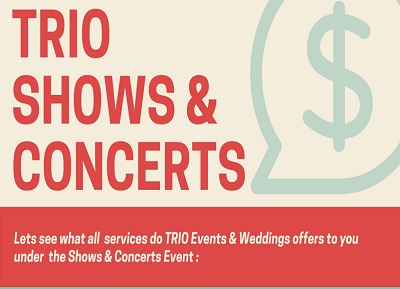 TRIO
SHOWS &
CONCERTS
$
Lets see what all services do TRIO Events & Weddings offers to you
under the Shows & Concerts Event :